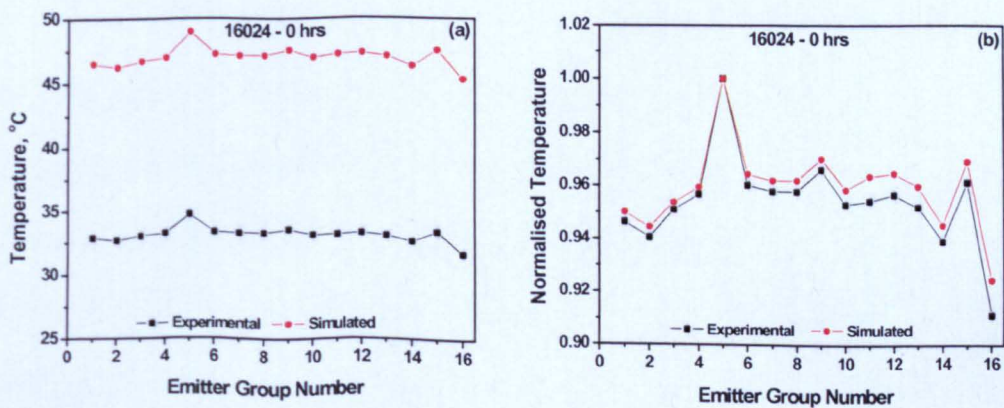 16024 - 0 hrs
(a)
Temperature, °C
50
45
40
35
30
25
Experimental
Simulated
0 2 4 6 8 10 12 14 16
Emitter Group Number
16024 - 0 hrs
(b)
Normalised Temperature
1.02
1.00
0.98
0.96
0.94
0.92
0.90
Experimental
Simulated
0 2 4 6 8 10 12 14 16
Emitter Group Number